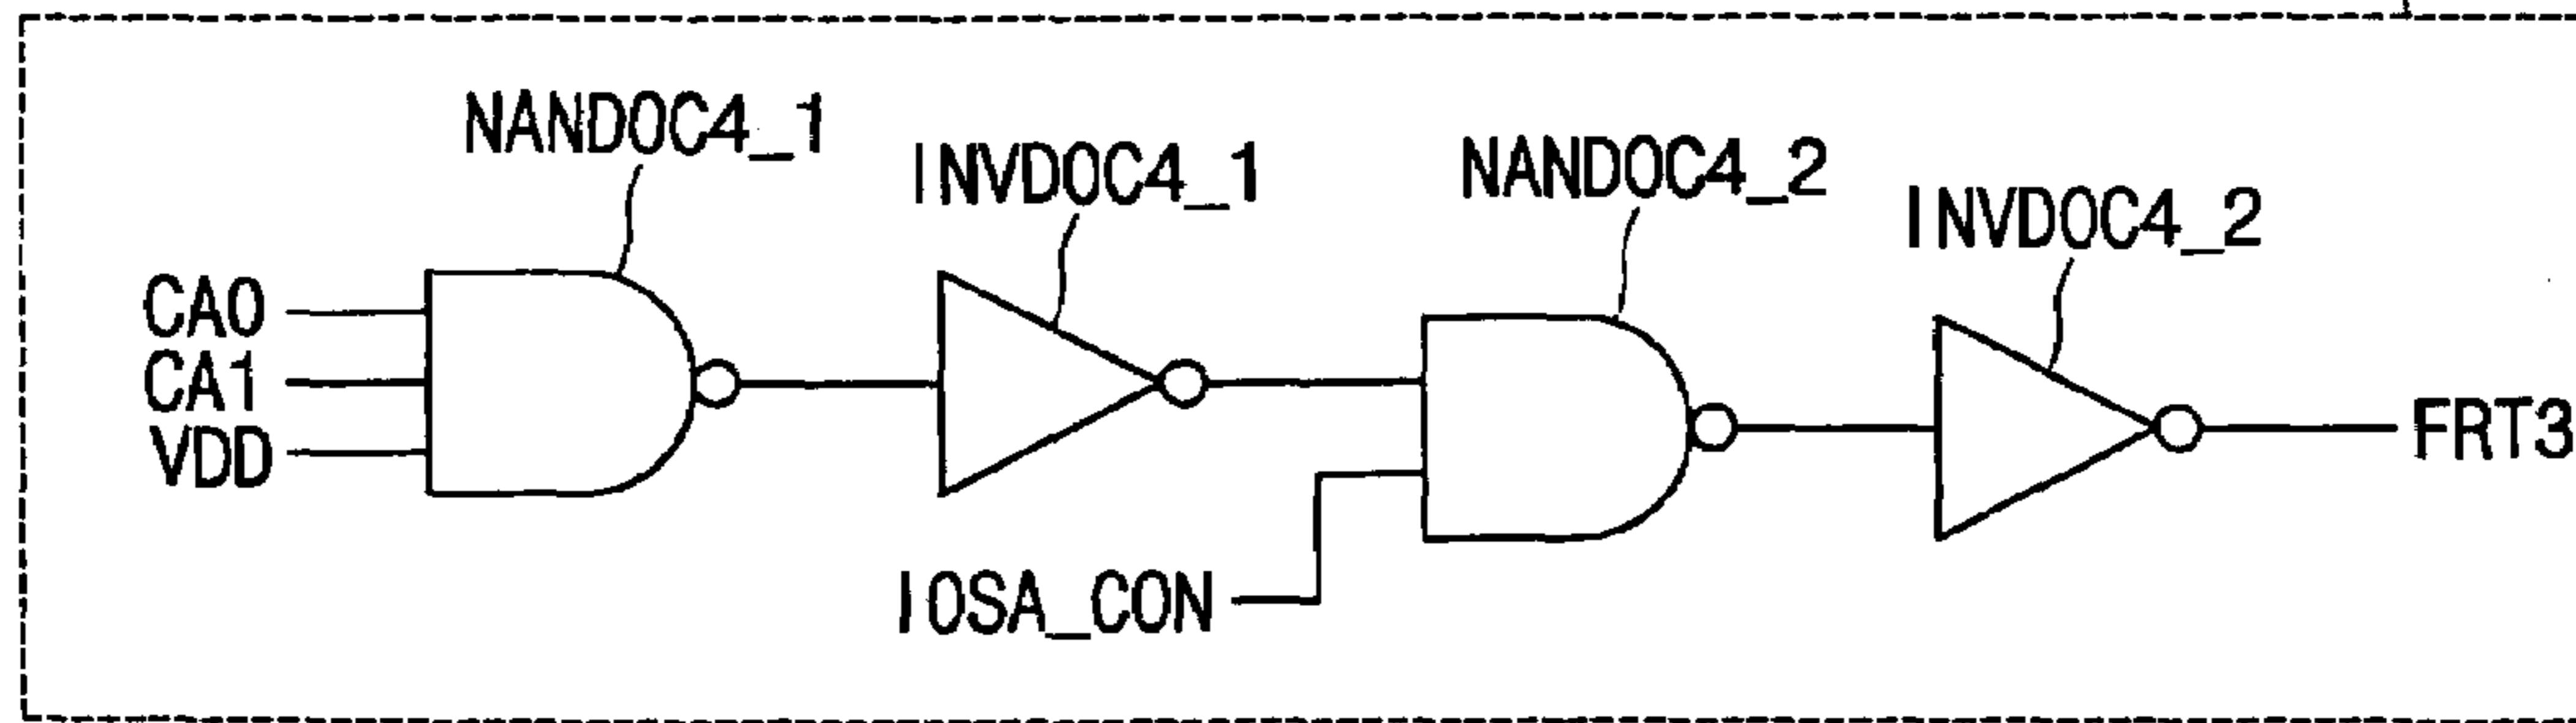 NANDOC4_1
INVDOC4_1
NANDOC4_2
INVDOC4_2
CA0
CA1
VDD
IOSA_CON
FRT3